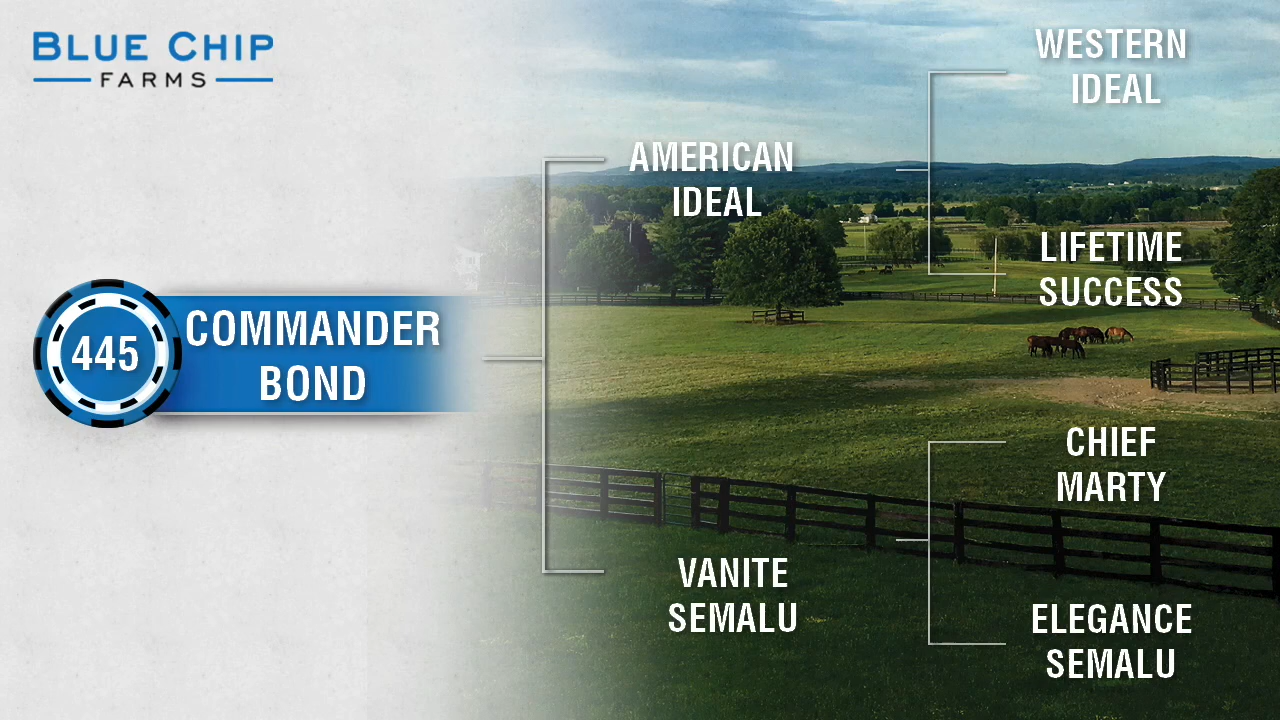 BLUE CHIP
FARMS
445
COMMANDER
BOND
AMERICAN
IDEAL
VANITE
SEMALU
WESTERN
IDEAL
LIFETIME
SUCCESS
CHIEF
MARTY
ELEGANCE
SEMALU